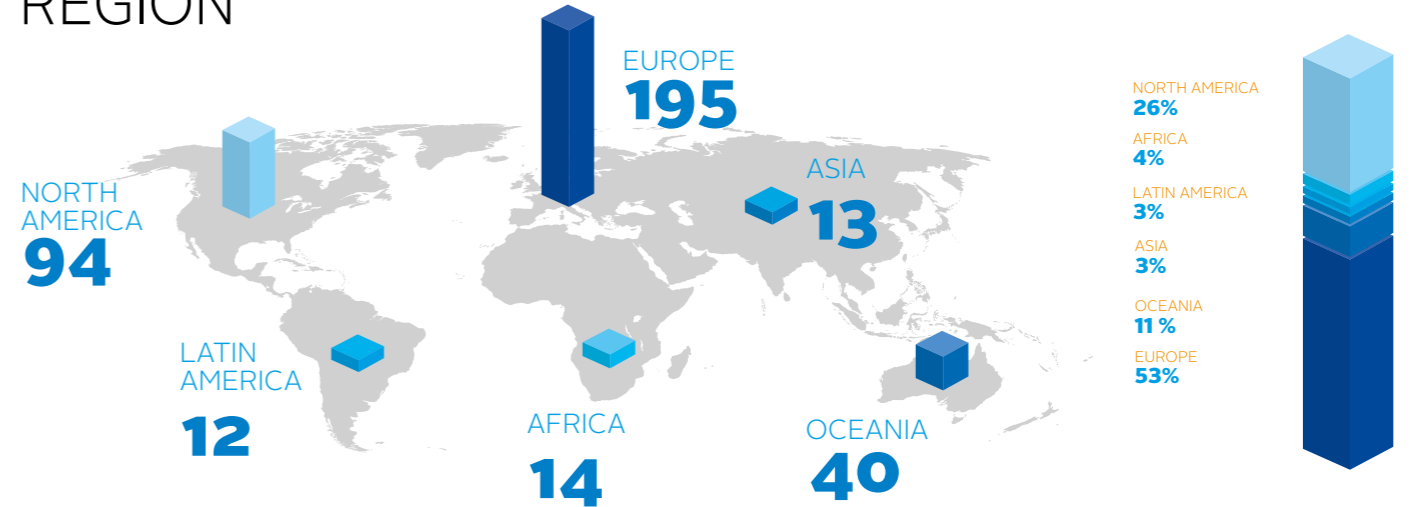 REGION
EUROPE
195
NORTH
AMERICA
94
ASIA
13
LATIN
AMERICA
12
AFRICA
14
OCEANIA
40
NORTH AMERICA
26%
AFRICA
4%
LATIN AMERICA
3%
ASIA
3%
OCEANIA
11 %
EUROPE
53%